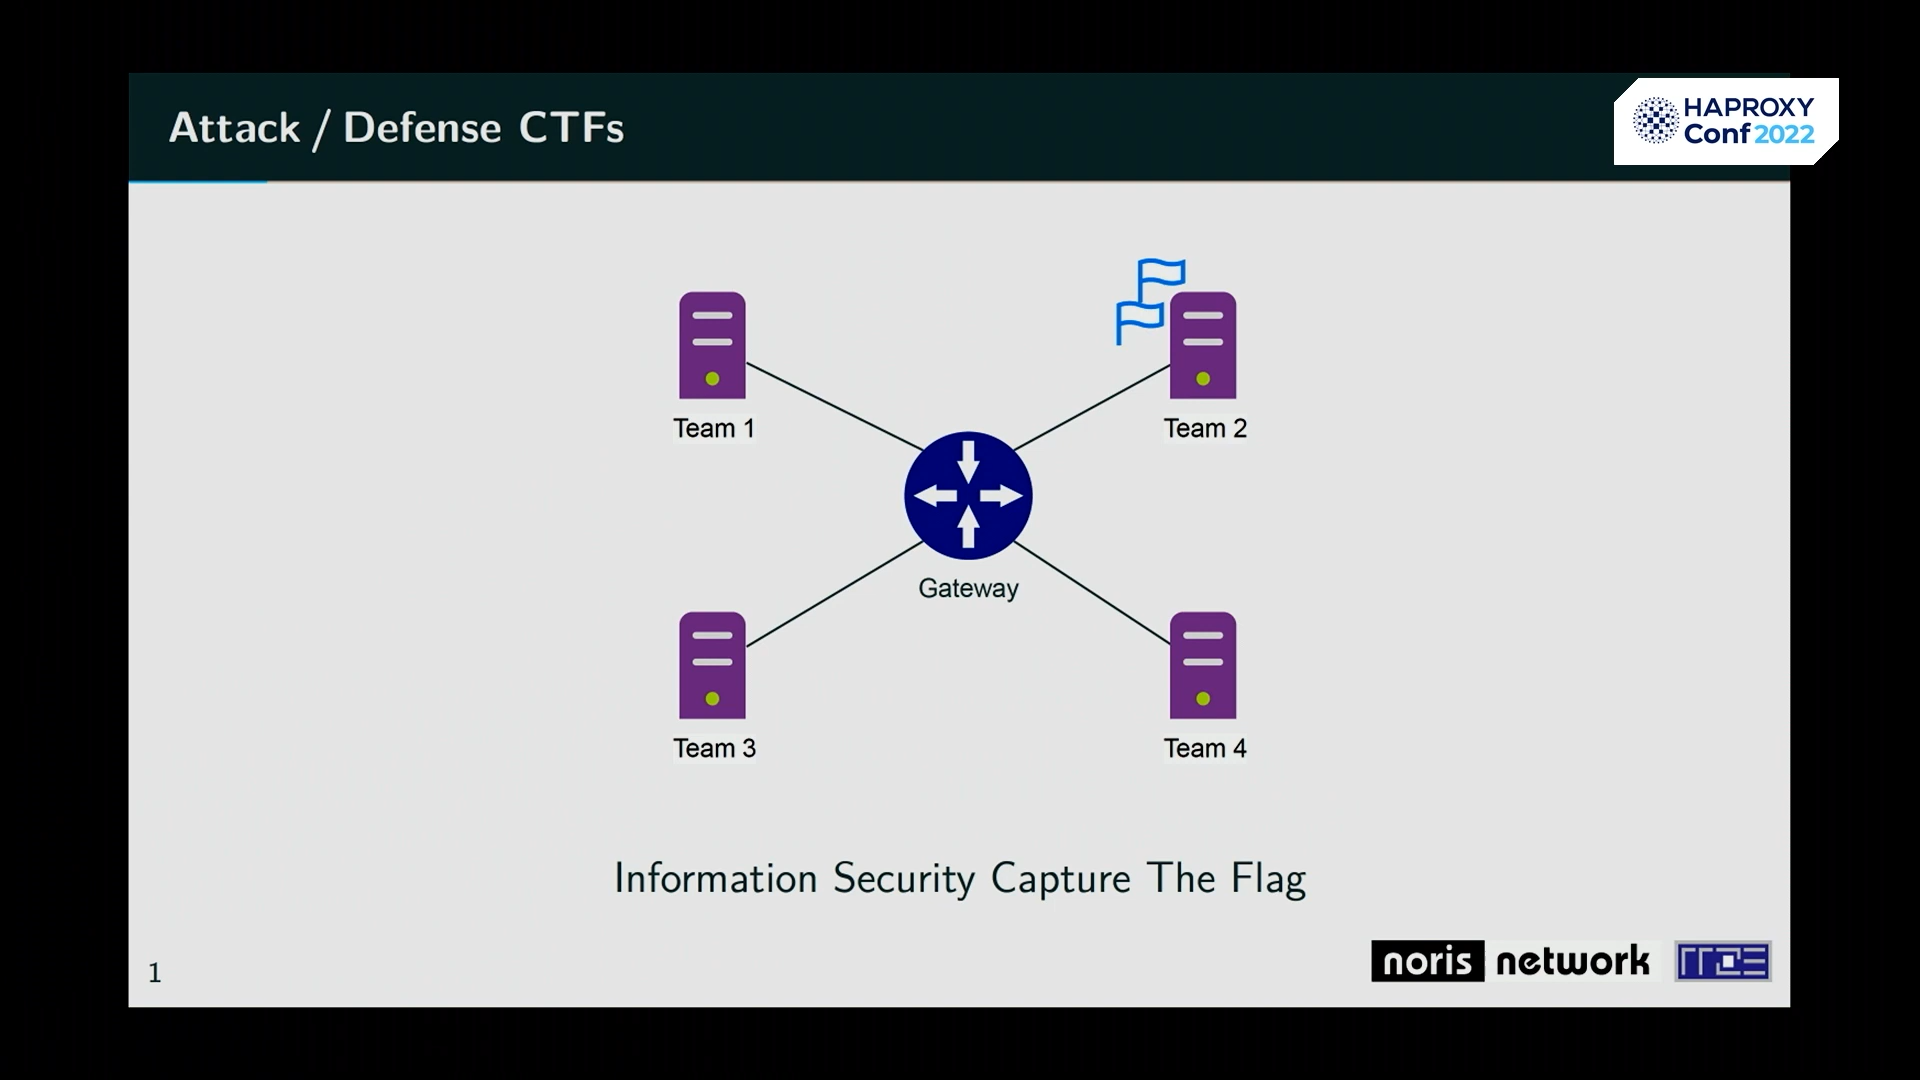 Attack / Defense CTFs
HAPROXY
Conf 2022
Team 1
Team 2
Gateway
Team 3
Team 4
Information Security Capture The Flag
1
noris network